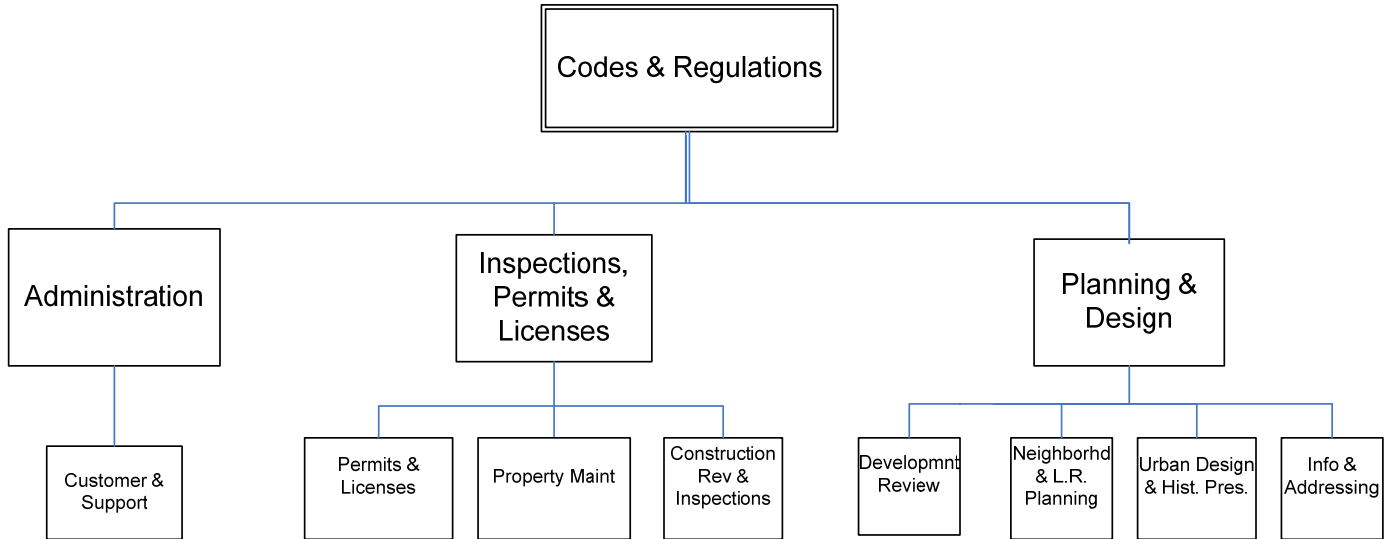 Codes & Regulations
Administration
Inspections,
Permits &
Licenses
Planning &
Design
Customer &
Support
Permits &
Licenses
Property Maint
Construction
Rev &
Inspections
Developmnt
Review
Neighborhd
& L.R.
Planning
Urban Design
& Hist. Pres.
Info &
Addressing